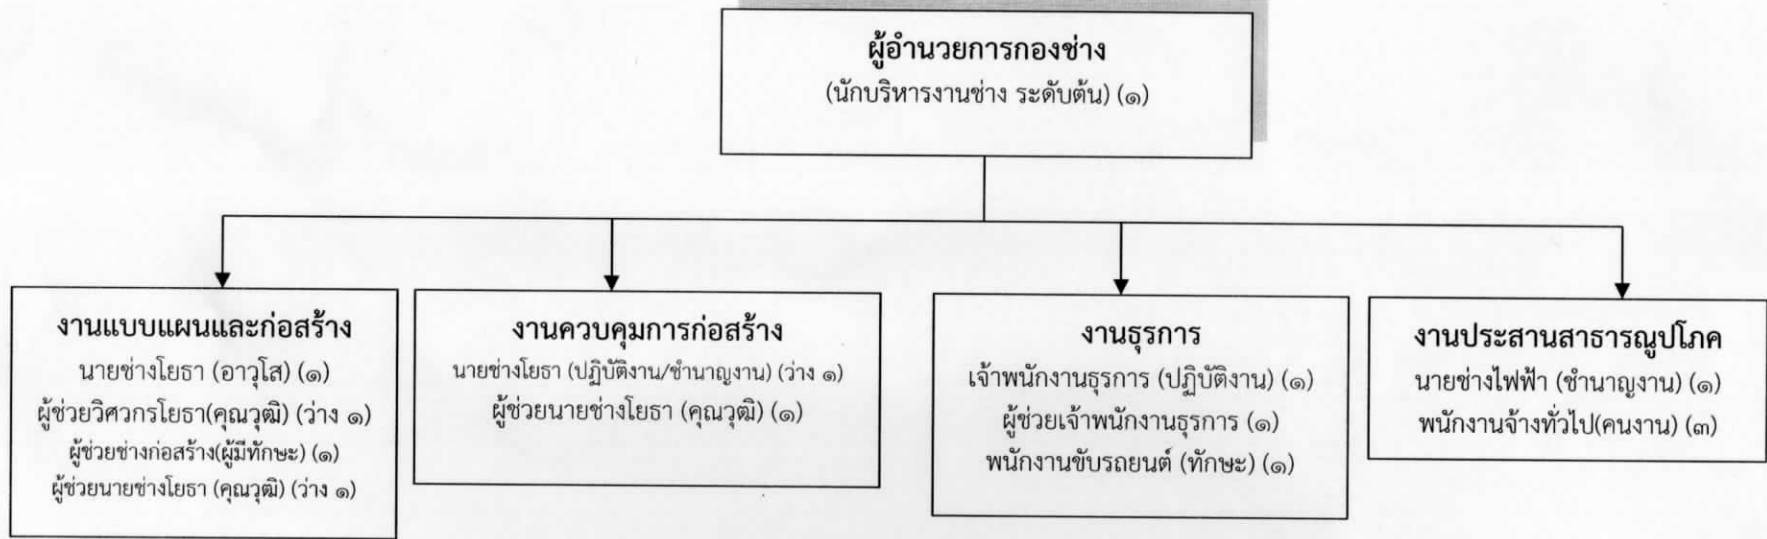 ผู้อำนวยการกองช่าง
(นักบริหารงานช่าง ระดับต้น) (๑)
งานแบบแผนและก่อสร้าง
นายช่างโยธา (อาวุโส) (๑)
ผู้ช่วยวิศวกรโยธา(คุณวุฒิ) (ว่าง ๑)
ผู้ช่วยช่างก่อสร้าง(ผู้มีทักษะ) (๑)
ผู้ช่วยนายช่างโยธา (คุณวุฒิ) (ว่าง ๑)
งานควบคุมการก่อสร้าง
นายช่างโยธา (ปฏิบัติงาน/ชำนาญงาน) (ว่าง ๑)
ผู้ช่วยนายช่างโยธา (คุณวุฒิ) (๑)
งานธุรการ
เจ้าพนักงานธุรการ (ปฏิบัติงาน) (๑)
ผู้ช่วยเจ้าพนักงานธุรการ (๑)
พนักงานขับรถยนต์ (ทักษะ) (๑)
งานประสานสาธารณูปโภค
นายช่างไฟฟ้า (ชำนาญงาน) (๑)
พนักงานจ้างทั่วไป(คนงาน) (๓)